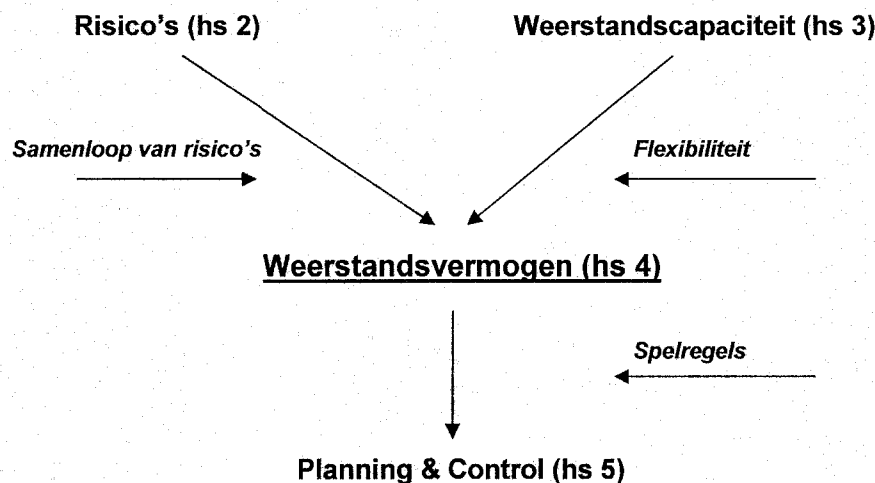 Risico's (hs 2)
Weerstandscapaciteit (hs 3)
Samenloop van risico's
Flexibiliteit
Weerstandsvermogen (hs 4)
Spelregels
Planning & Control (hs 5)